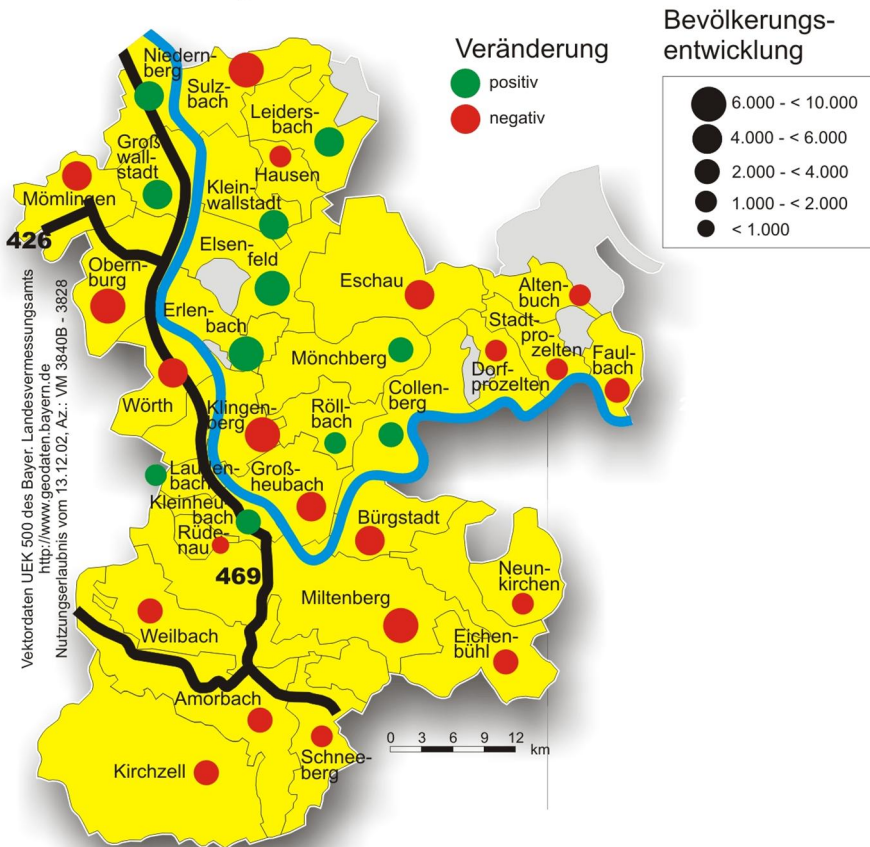 Bevölkerungs-
entwicklung
Veränderung
positiv
negativ
6.000 - < 10.000
4.000 - < 6.000
2.000 - < 4.000
1.000 - < 2.000
< 1.000
Niedern-
berg
Sulz-
bach
Leiders-
bach
Groß
wall
stadt
Hausen
Mömlingen
Klein
wallstadt
426
Elsen-
feld
Obern-
burg
Eschau
Alten-
buch
Erlen-
bach
Stadt-
pro-
zelten
Mönchberg
Dorf-
prozelten
Faul-
bach
Wörth
Klingen-
berg
Röll-
bach
Collen-
berg
Lauden-
bach
Groß-
heubach
Kleinheu-
bach
Bürgstadt
Rüde-
nau
469
Neun-
kirchen
Miltenberg
Weilbach
Eichen-
bühl
Amorbach
Schnee-
berg
Kirchzell
0 3 6 9 12
km
Vektordaten UEK 500 des Bayer. Landesvermessungsamts
http://www.geodaten.bayern.de
Nutzungserlaubnis vom 13.12.02, Az.: VM 3840B - 3828